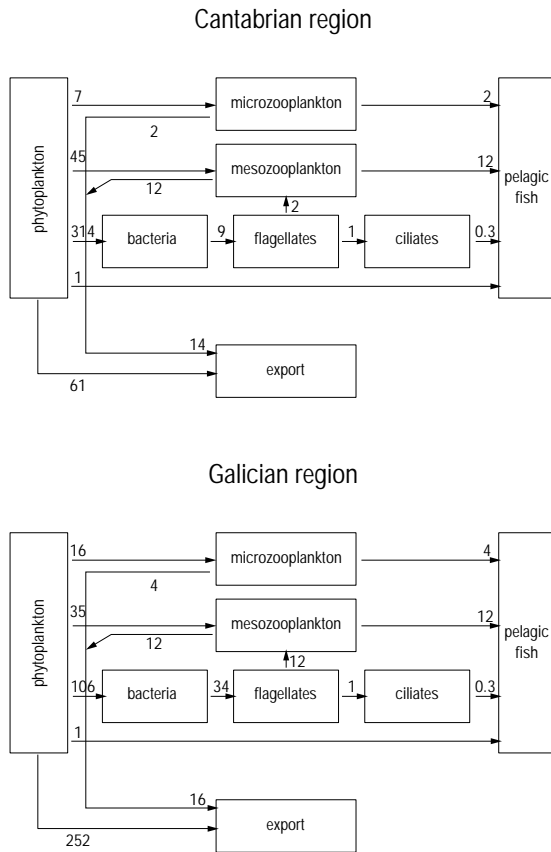 Cantabrian region
7
microzooplankton
2
2
45
mesozooplankton
12
12
pelagic
fish
phytoplankton
2
314
bacteria
9
flagellates
1
ciliates
0.3
1
14
export
61
Galician region
16
microzooplankton
4
4
35
mesozooplankton
12
12
pelagic
fish
phytoplankton
12
106
bacteria
34
flagellates
1
ciliates
0.3
1
16
export
252